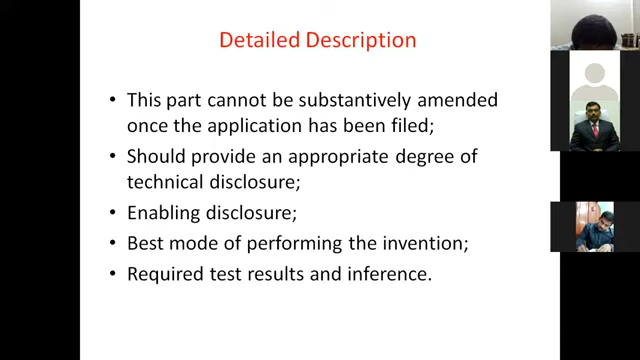 Detailed Description
• This part cannot be substantively amended
once the application has been filed;
• Should provide an appropriate degree of
technical disclosure;
• Enabling disclosure;
• Best mode of performing the invention;
• Required test results and inference.